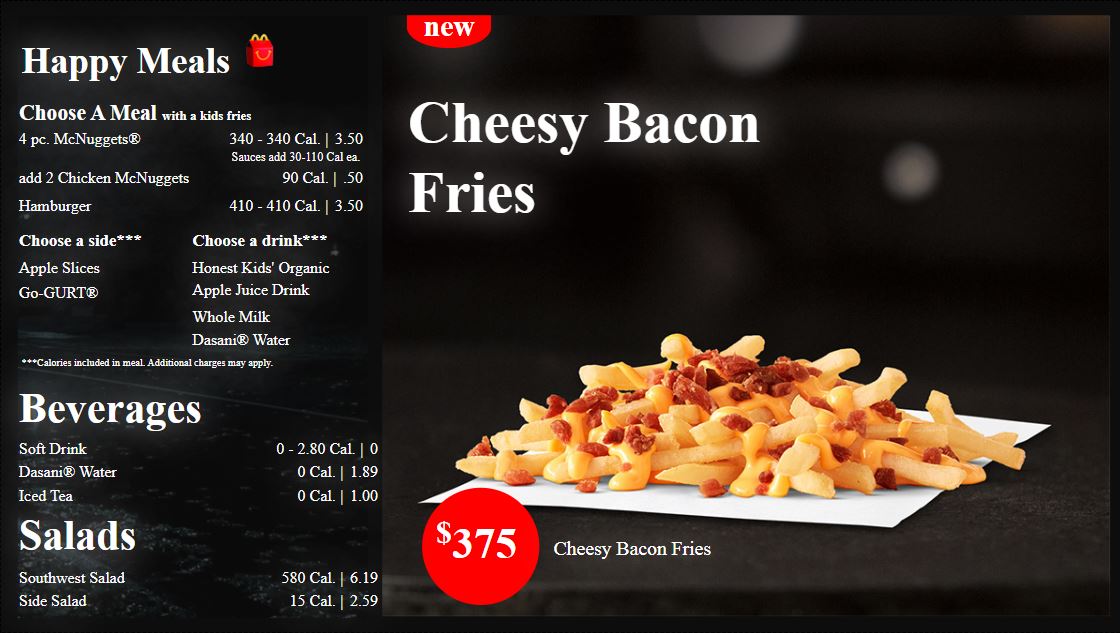 Happy Meals
Choose A Meal with a kids fries
4 pc. McNuggets® 340 - 340 Cal. | 3.50
Sauces add 30-110 Cal ea.
add 2 Chicken McNuggets 90 Cal. | .50
Hamburger 410 - 410 Cal. | 3.50
Choose a side***
Apple Slices
Go-GURT®
Choose a drink***
Honest Kids' Organic
Apple Juice Drink
Whole Milk
Dasani® Water
***Calories included in meal. Additional charges may apply.
Beverages
Soft Drink 0 - 2.80 Cal. | 0
Dasani® Water 0 Cal. | 1.89
Iced Tea 0 Cal. | 1.00
Salads
Southwest Salad 580 Cal. | 6.19
Side Salad 15 Cal. | 2.59
new
Cheesy Bacon
Fries
$375
Cheesy Bacon Fries